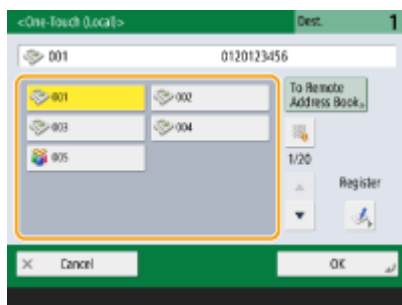 <One-Touch (Local)>
Dest. 1
001 0120123456
001
002
To Remote
Address Book
003
004
005
1/20
Register
× Cancel
OK